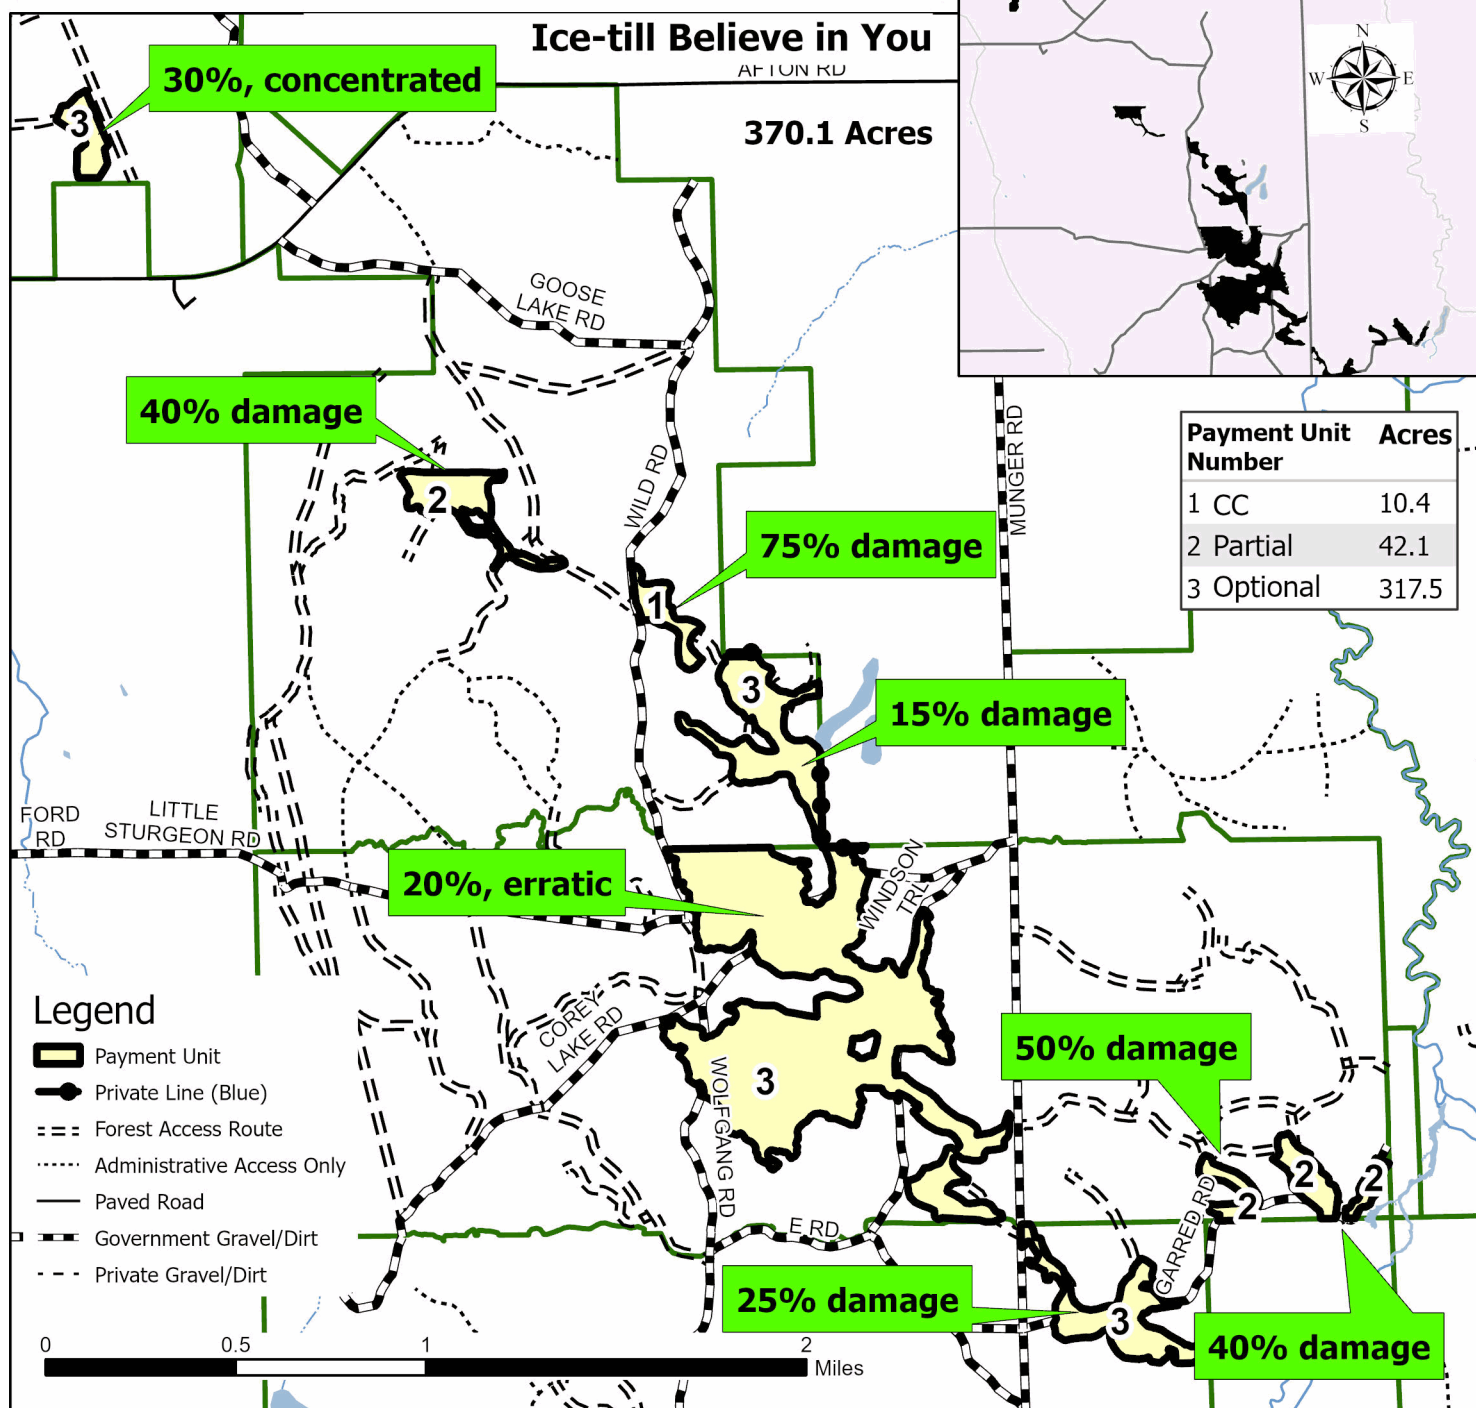 Ice-till Believe in You
AFTON RD
370.1 Acres
N
W
E
S
30%, concentrated
3
GOOSE
LAKE RD
40% damage
2
WILD RD
MUNGER RD
Payment Unit
Number
Acres
1 CC 10.4
2 Partial 42.1
3 Optional 317.5
75% damage
1
3
15% damage
FORD
RD
LITTLE
STURGEON RD
20%, erratic
WINDSON
TRL
COREY
LAKE RD
WOLFGANG RD
3
50% damage
2
2
2
GARRED RD
E RD
25% damage
3
40% damage
Legend
Payment Unit
Private Line (Blue)
Forest Access Route
Administrative Access Only
Paved Road
Government Gravel/Dirt
Private Gravel/Dirt
0 0.5 1 2
Miles